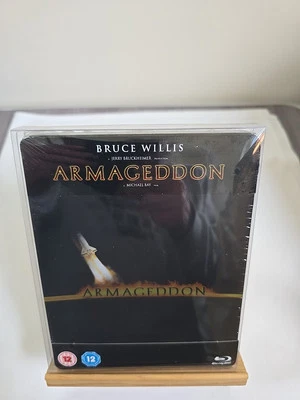 BRUCE WILLIS
A JERRY BRUCKHEIMER
ARMAGEDDON
A MICHAEL BAY
ARMAGEDDON
12
12